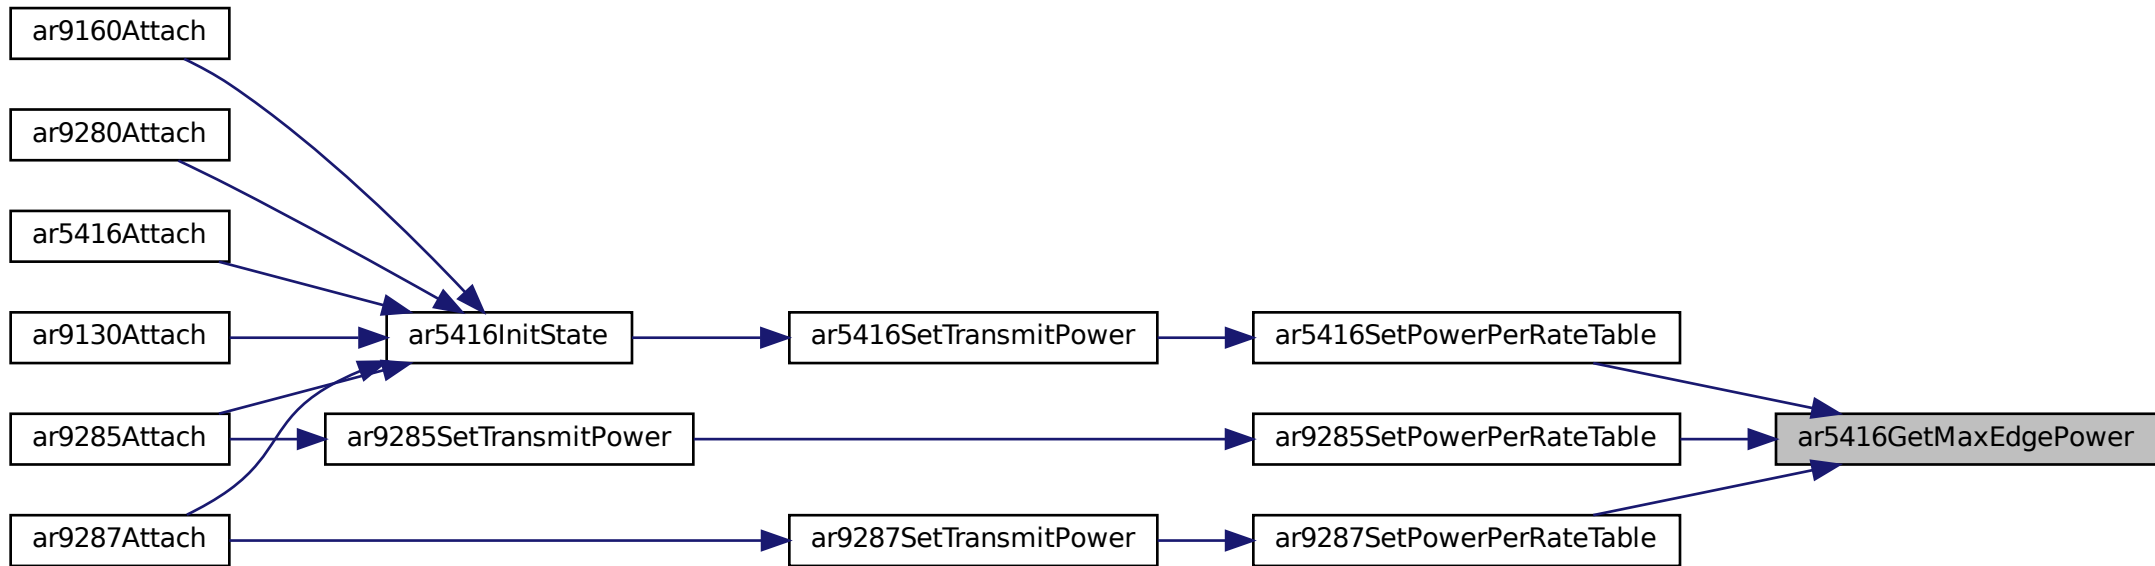 ar9160Attach
ar9280Attach
ar5416Attach
ar9130Attach
ar5416InitState
ar5416SetTransmitPower
ar5416SetPowerPerRateTable
ar9285Attach
ar9285SetTransmitPower
ar9285SetPowerPerRateTable
ar5416GetMaxEdgePower
ar9287Attach
ar9287SetTransmitPower
ar9287SetPowerPerRateTable